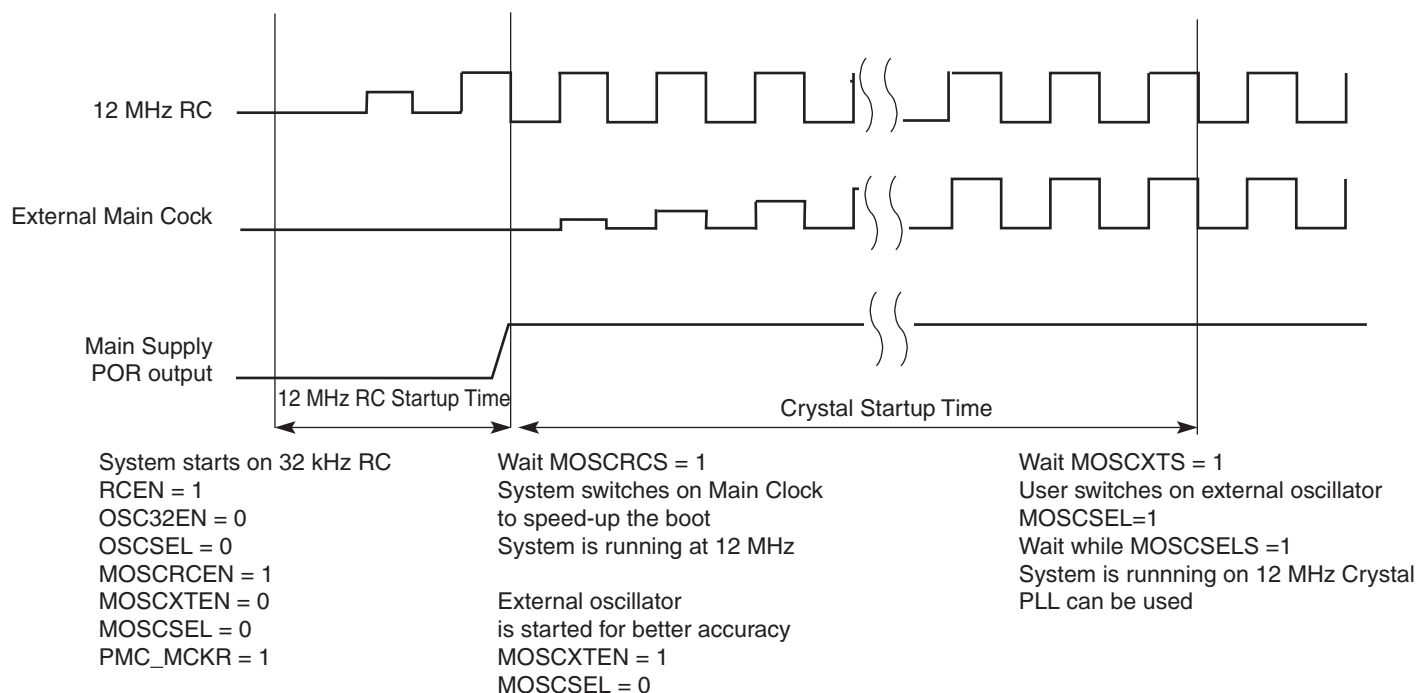 12 MHz RC
External Main Cock
Main Supply
POR output
12 MHz RC Startup Time
Crystal Startup Time
System starts on 32 kHz RC
RCEN = 1
OSC32EN = 0
OSCSEL = 0
MOSCRCEN = 1
MOSCXTEN = 0
MOSCSEL = 0
PMC_MCKR = 1
Wait MOSCRCS = 1
System switches on Main Clock
to speed-up the boot
System is running at 12 MHz
External oscillator
is started for better accuracy
MOSCXTEN = 1
MOSCSEL = 0
Wait MOSCXTS = 1
User switches on external oscillator
MOSCSEL=1
Wait while MOSCSELS =1
System is runnning on 12 MHz Crystal
PLL can be used